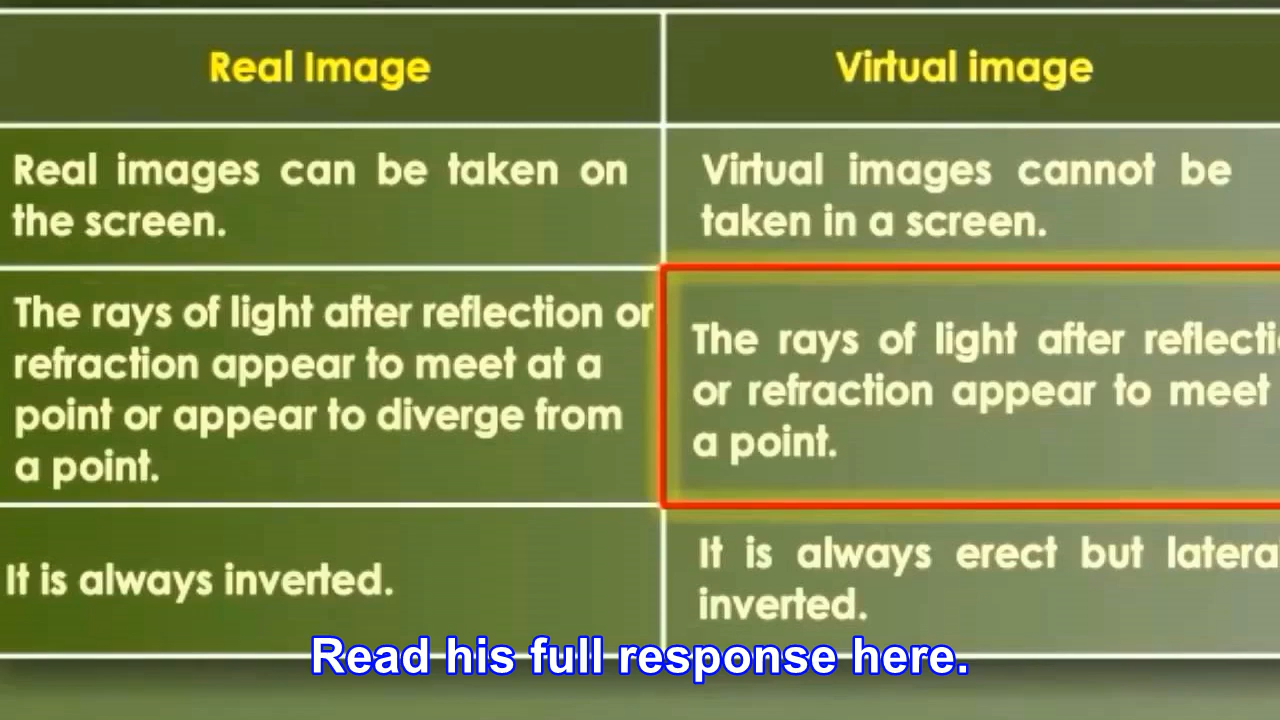 Real Image
Virtual image
Real images can be taken on
the screen.
Virtual images cannot be
taken in a screen.
The rays of light after reflection or
refraction appear to meet at a
point or appear to diverge from
a point.
The rays of light after reflecti
or refraction appear to meet
a point.
It is always inverted.
It is always erect but latera
inverted.
Read his full response here.